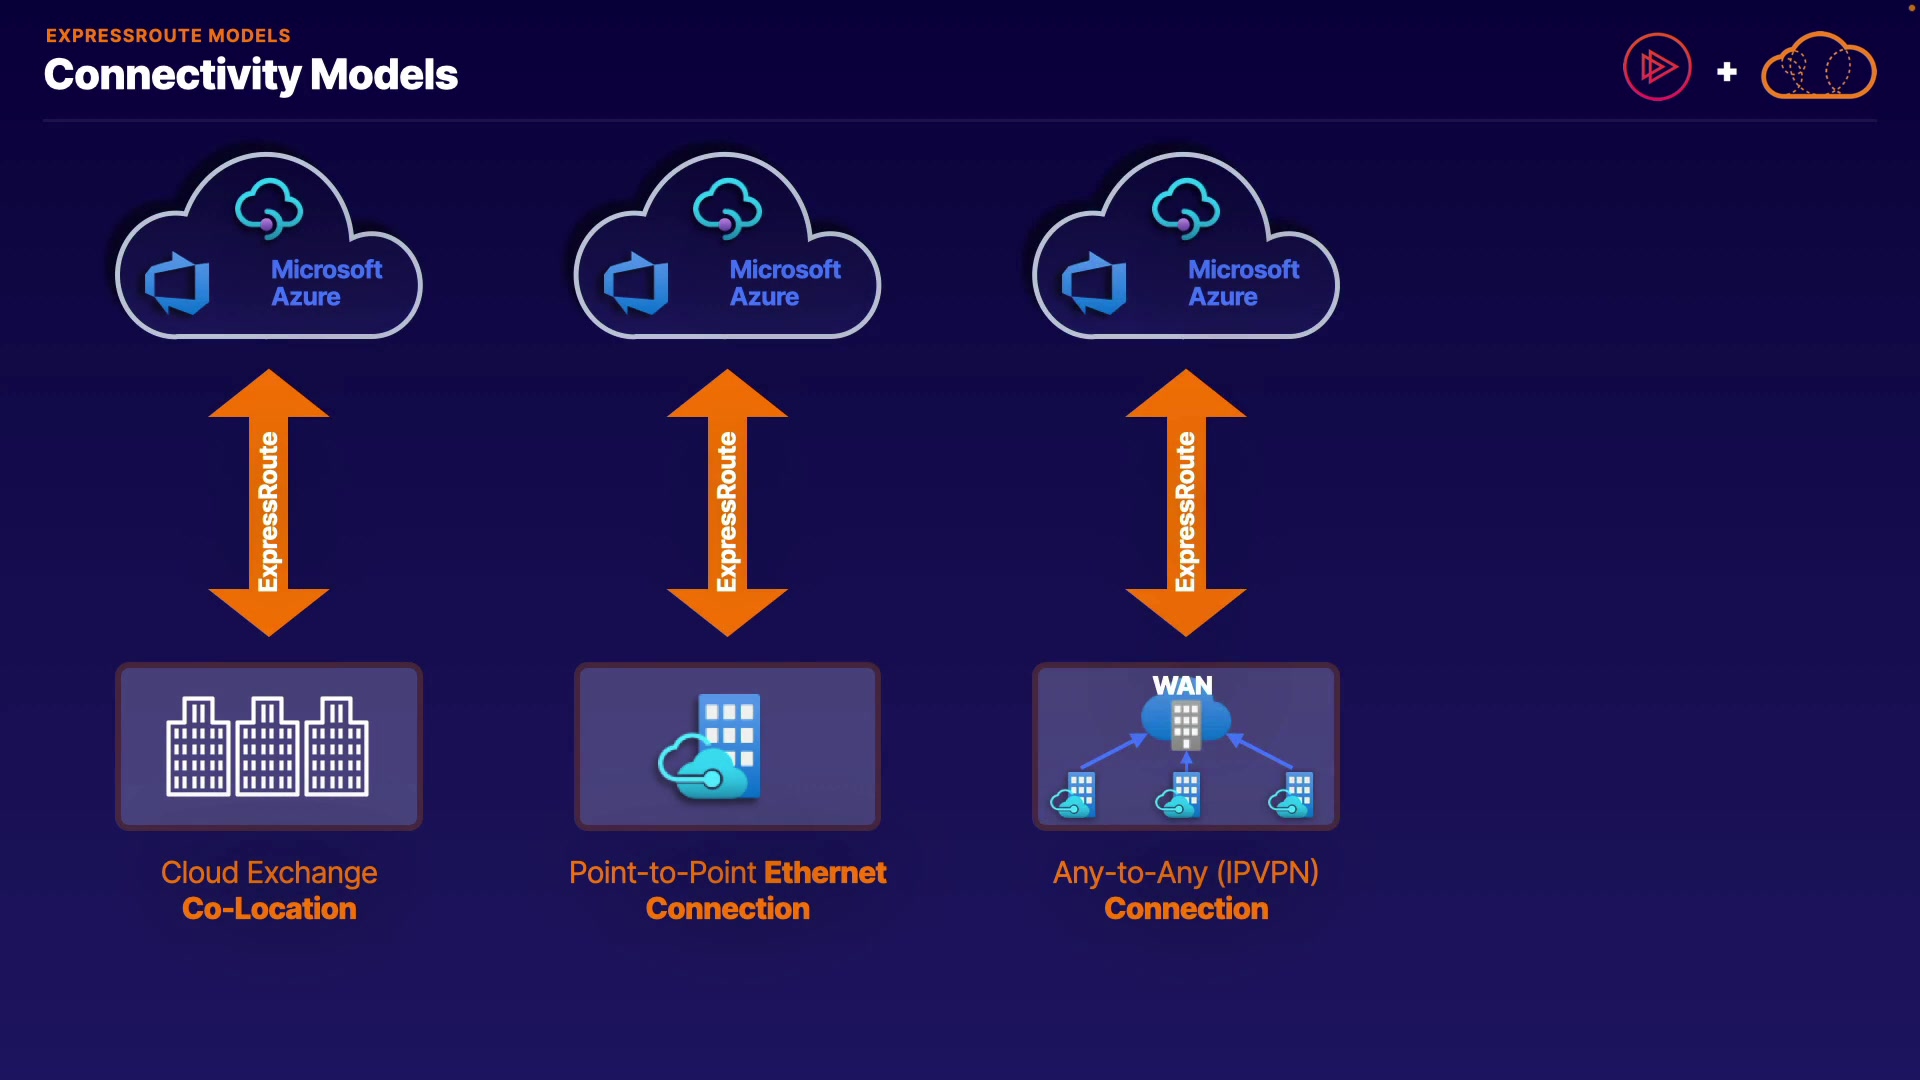 EXPRESSROUTE MODELS
Connectivity Models
Microsoft
Azure
Microsoft
Azure
Microsoft
Azure
ExpressRoute
ExpressRoute
ExpressRoute
WAN
Cloud Exchange
Co-Location
Point-to-Point Ethernet
Connection
Any-to-Any (IPVPN)
Connection